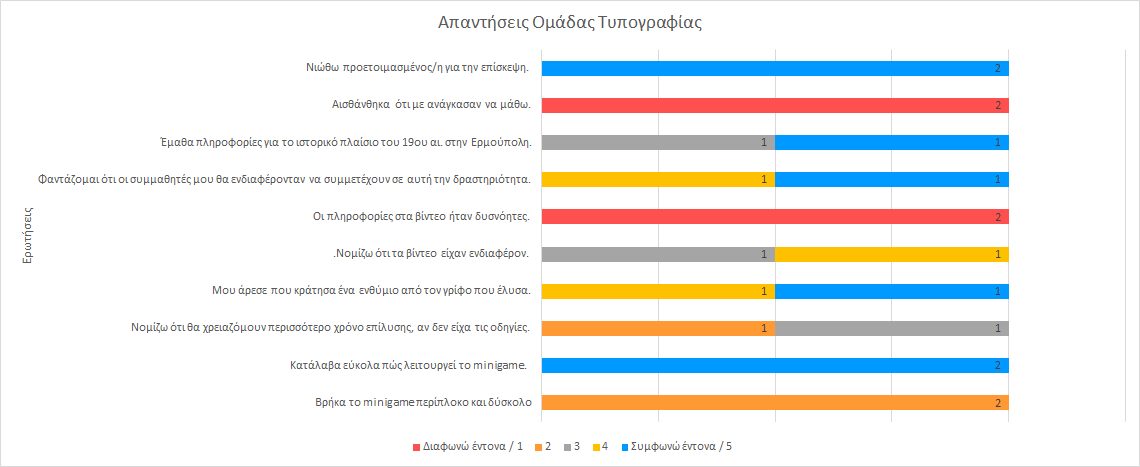 Απαντήσεις Ομάδας Τυπογραφίας
Ερωτήσεις
Νιώθω προετοιμασμένος/η για την επίσκεψη. 2
Αισθάνθηκα ότι με ανάγκασαν να μάθω. 2
Έμαθα πληροφορίες για το ιστορικό πλαίσιο του 19ου αι. στην Ερμούπολη. 1 1
Φαντάζομαι ότι οι συμμαθητές μου θα ενδιαφέρονταν να συμμετέχουν σε αυτή την δραστηριότητα. 1 1
Οι πληροφορίες στα βίντεο ήταν δυσνόητες. 2
.Νομίζω ότι τα βίντεο είχαν ενδιαφέρον. 1 1
Μου άρεσε που κράτησα ένα ενθύμιο από τον γρίφο που έλυσα. 1 1
Νομίζω ότι θα χρειαζόμουν περισσότερο χρόνο επίλυσης, αν δεν είχα τις οδηγίες. 1 1
Κατάλαβα εύκολα πώς λειτουργεί το minigame. 2
Βρήκα το minigame περίπλοκο και δύσκολο 2
Διαφωνώ έντονα / 1 2 3 4 Συμφωνώ έντονα / 5